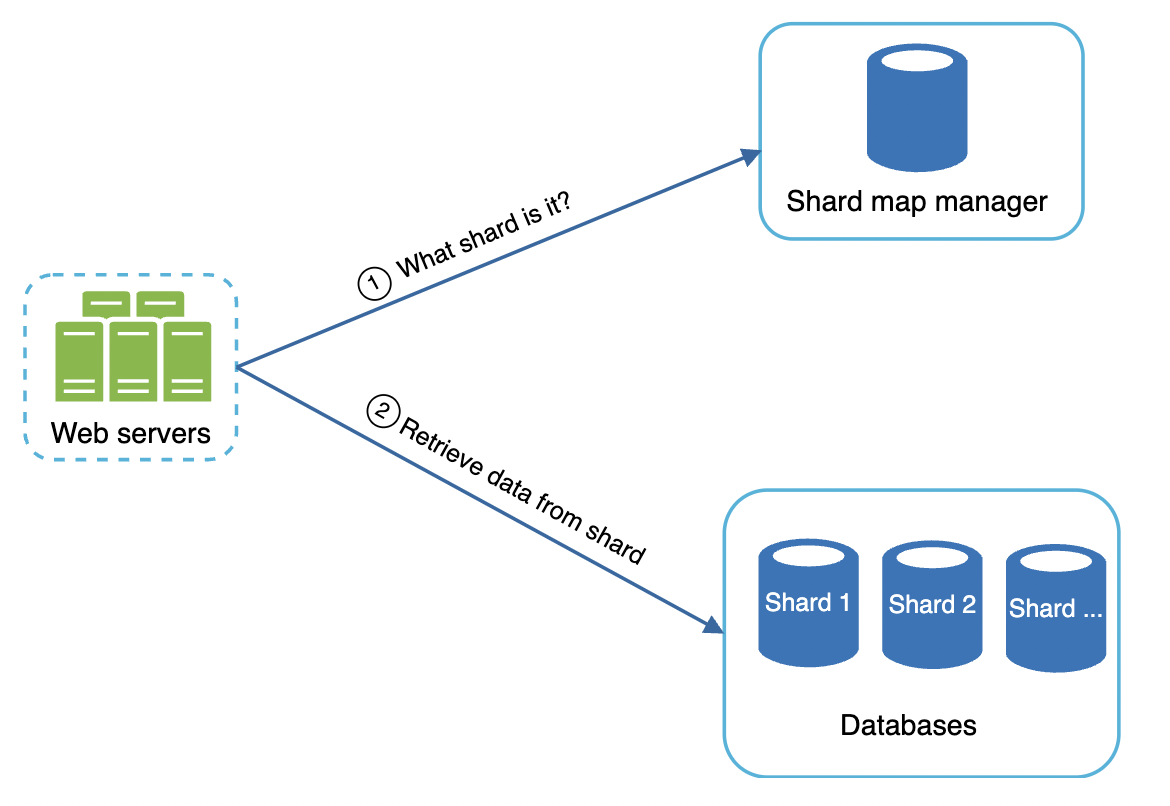 Shard map manager
1 What shard is it?
Web servers
2 Retrieve data from shard
Shard 1
Shard 2
Shard ...
Databases